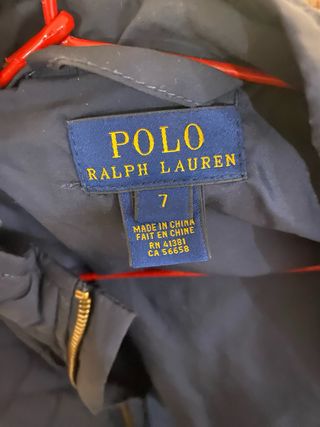 POLO
RALPH LAUREN
7
MADE IN CHINA
FAIT EN CHINE
RN 41381
CA 56658